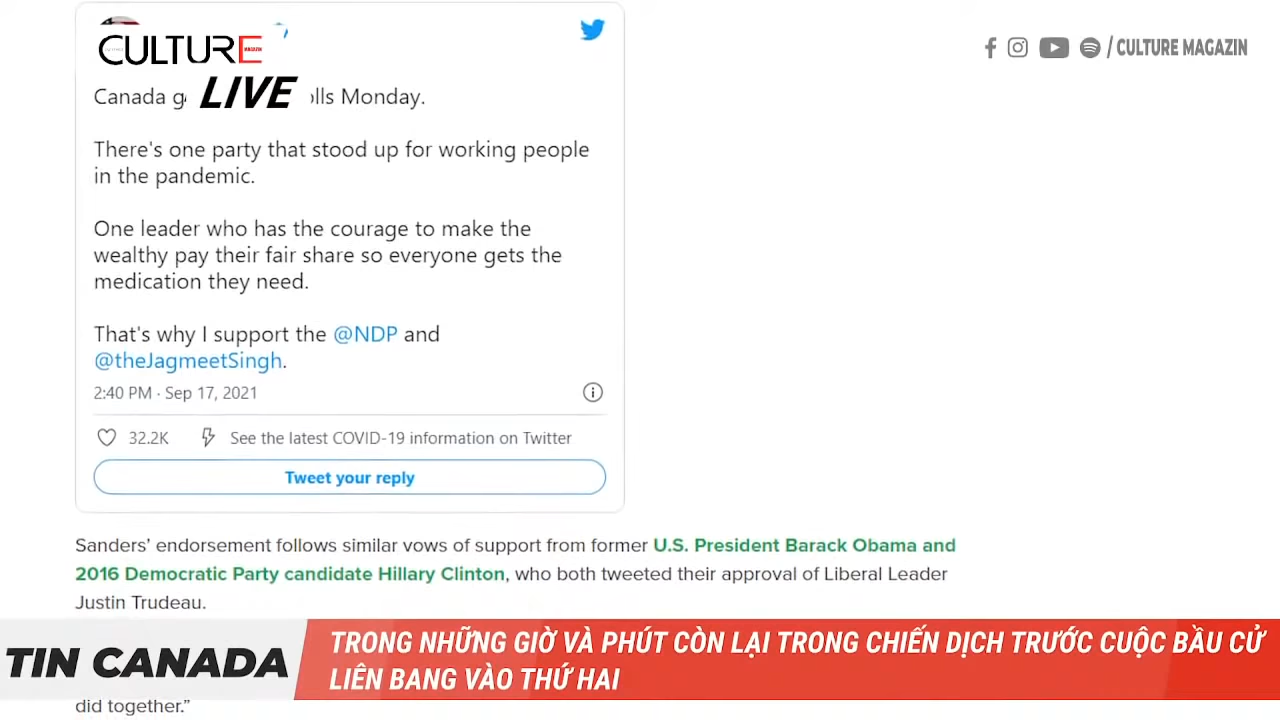 CULTURE MAGAZIN
LIVE
/ CULTURE MAGAZIN
Canada g olls Monday.
There's one party that stood up for working people
in the pandemic.
One leader who has the courage to make the
wealthy pay their fair share so everyone gets the
medication they need.
That's why I support the @NDP and
@theJagmeetSingh.
2:40 PM · Sep 17, 2021
32.2K See the latest COVID-19 information on Twitter
Tweet your reply
Sanders' endorsement follows similar vows of support from former U.S. President Barack Obama and
2016 Democratic Party candidate Hillary Clinton, who both tweeted their approval of Liberal Leader
Justin Trudeau.
TIN CANADA
TRONG NHỮNG GIỜ VÀ PHÚT CÒN LẠI TRONG CHIẾN DỊCH TRƯỚC CUỘC BẦU CỬ
LIÊN BANG VÀO THỨ HAI
did together."